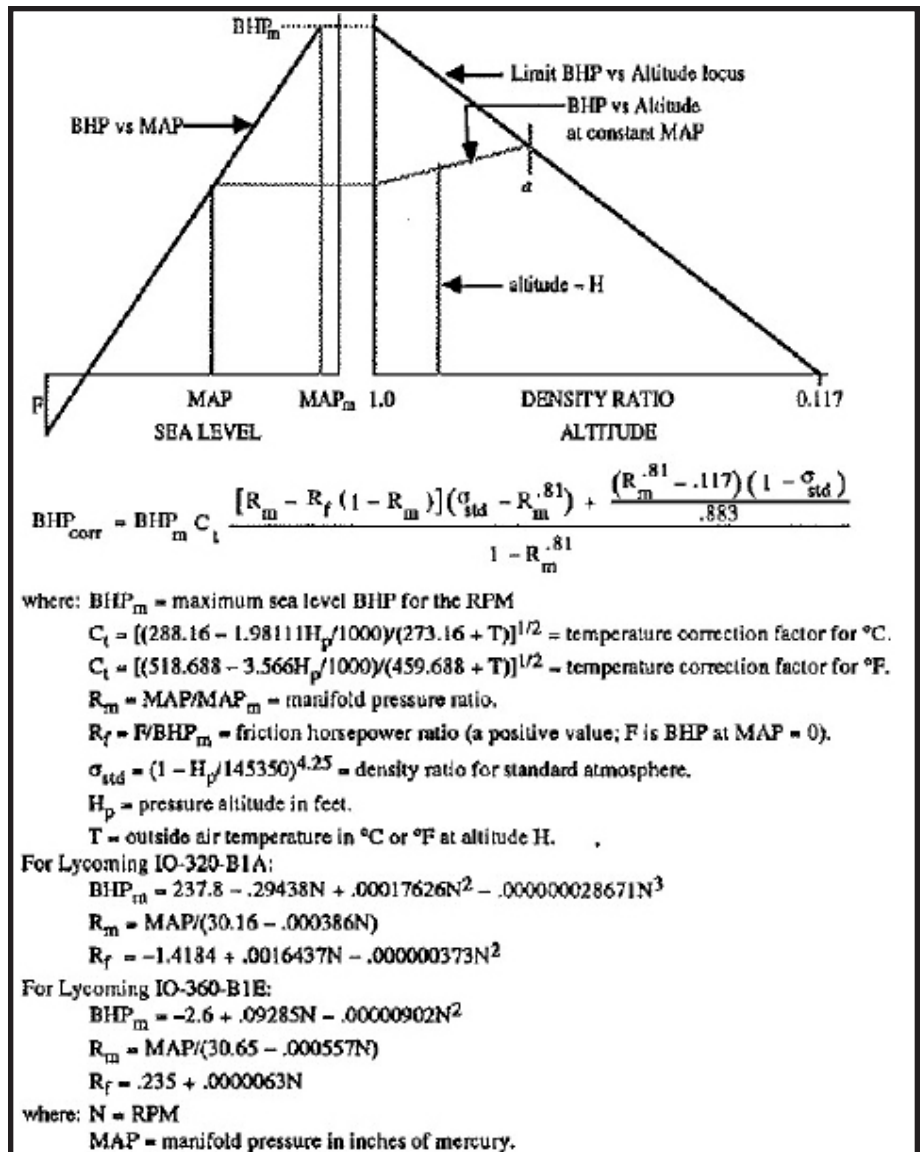 BHPm
Limit BHP vs Altitude locus
BHP vs Altitude
at constant MAP
BHP vs MAP
d
altitude – H
F
MAP MAPm 1.0 DENSITY RATIO 0.117
SEA LEVEL ALTITUDE
BHPcorr = BHPm Ct ([Rm – Rf (1 – Rm)](σstd – Rm^.81) + (Rm^.81 – .117)(1 – σstd)/.883) / (1 – Rm^.81)
where: BHPm = maximum sea level BHP for the RPM
Ct = [(288.16 – 1.98111Hp/1000)/(273.16 + T)]^1/2 = temperature correction factor for °C.
Ct = [(518.688 – 3.566Hp/1000)/(459.688 + T)]^1/2 = temperature correction factor for °F.
Rm = MAP/MAPm = manifold pressure ratio.
Rf = F/BHPm = friction horsepower ratio (a positive value; F is BHP at MAP = 0).
σstd = (1 – Hp/145350)^4.25 = density ratio for standard atmosphere.
Hp = pressure altitude in feet.
T = outside air temperature in °C or °F at altitude H.
For Lycoming IO-320-B1A:
BHPm = 237.8 – .29438N + .00017626N^2 – .000000028671N^3
Rm = MAP/(30.16 – .000386N)
Rf = –1.4184 + .0016437N – .000000373N^2
For Lycoming IO-360-B1E:
BHPm = –2.6 + .09285N – .00000902N^2
Rm = MAP/(30.65 – .000557N)
Rf = .235 + .0000063N
where: N = RPM
MAP = manifold pressure in inches of mercury.